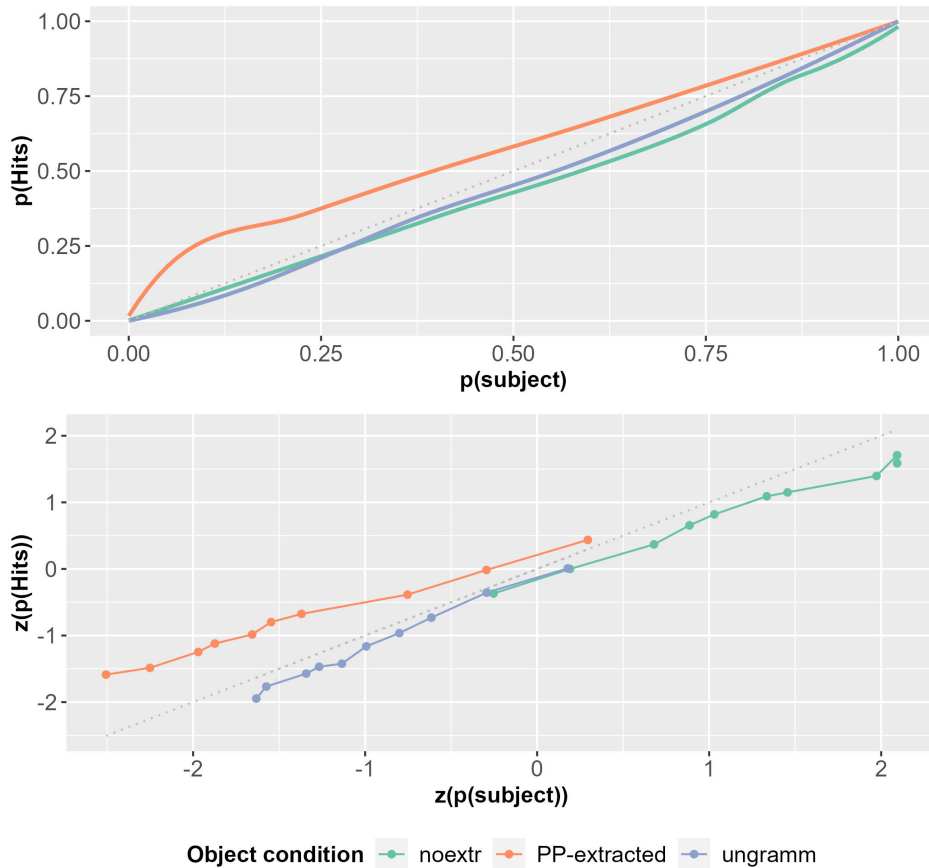 1.00
0.75
0.50
0.25
0.00
p(Hits)
0.00 0.25 0.50 0.75 1.00
p(subject)
2
1
0
-1
-2
z(p(Hits))
-2 -1 0 1 2
z(p(subject))
Object condition noextr PP-extracted ungramm